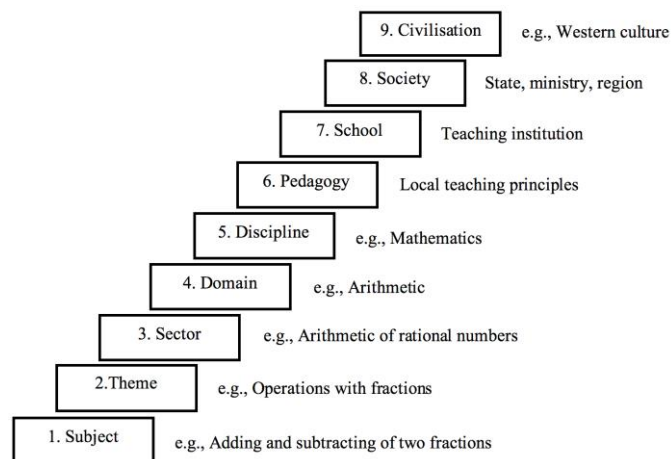 9. Civilisation e.g., Western culture
8. Society State, ministry, region
7. School Teaching institution
6. Pedagogy Local teaching principles
5. Discipline e.g., Mathematics
4. Domain e.g., Arithmetic
3. Sector e.g., Arithmetic of rational numbers
2.Theme e.g., Operations with fractions
1. Subject e.g., Adding and subtracting of two fractions